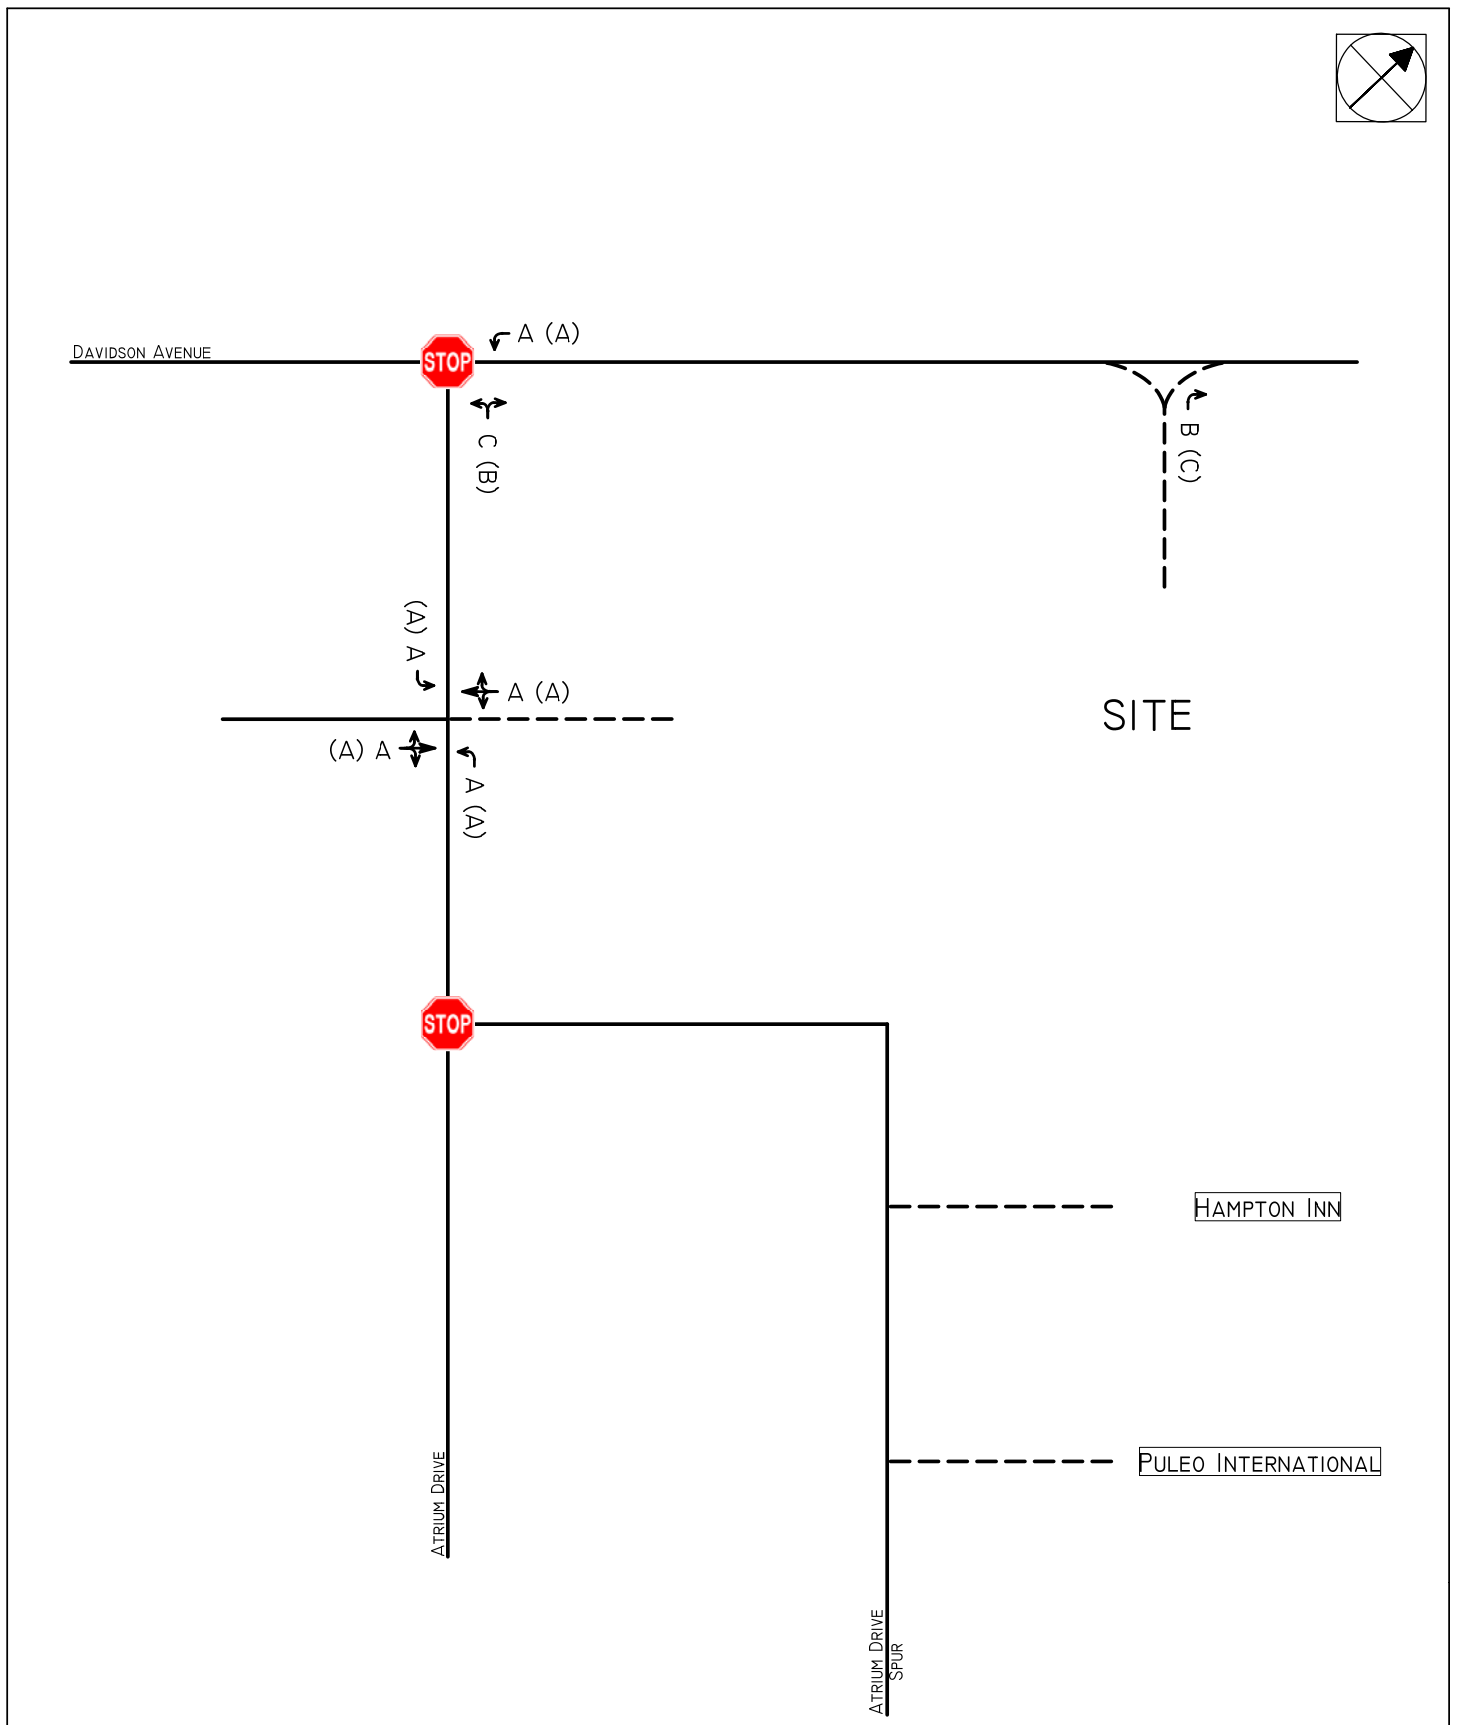 A (A)
DAVIDSON AVENUE
STOP
B (C)
C (B)
(A) A
A (A)
SITE
(A) A
A (A)
STOP
HAMPTON INN
PULEO INTERNATIONAL
ATRIUM DRIVE
ATRIUM DRIVE
SPUR